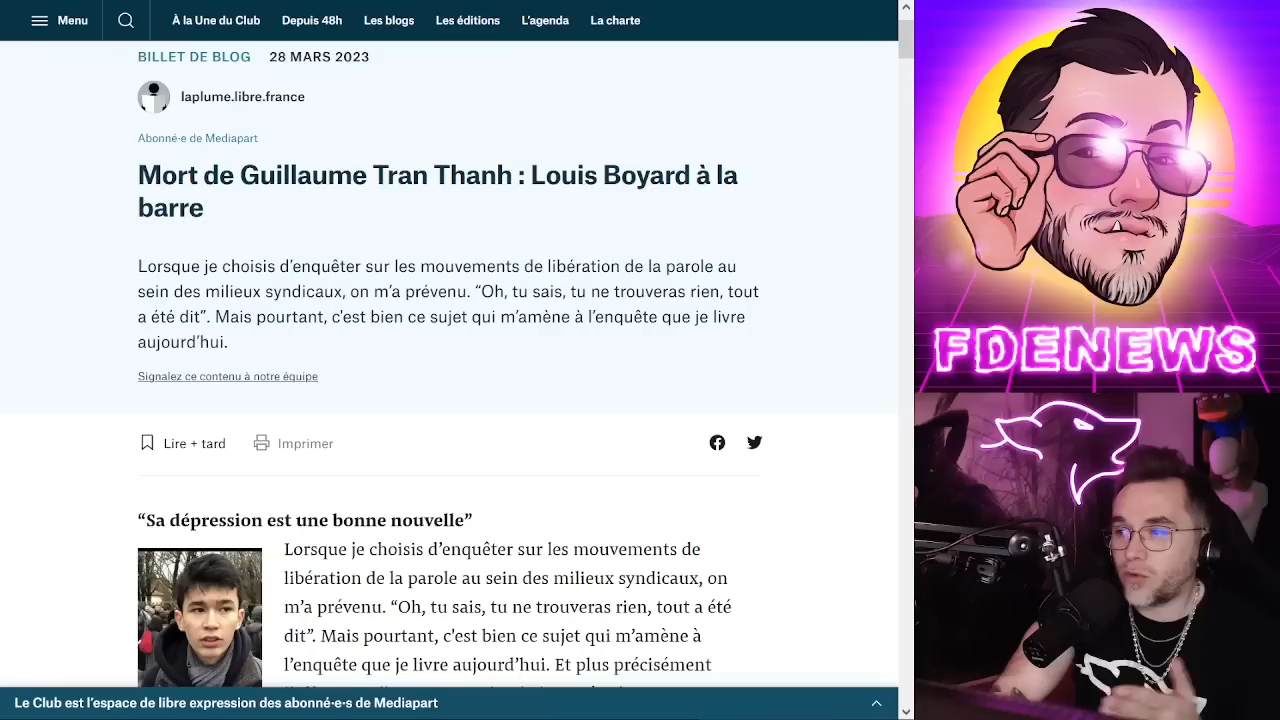 Menu
À la Une du Club
Depuis 48h
Les blogs
Les éditions
L'agenda
La charte
BILLET DE BLOG 28 MARS 2023
laplume.libre.france
Abonné·e de Mediapart
Mort de Guillaume Tran Thanh : Louis Boyard à la
barre
Lorsque je choisis d’enquêter sur les mouvements de libération de la parole au
sein des milieux syndicaux, on m’a prévenu. “Oh, tu sais, tu ne trouveras rien, tout
a été dit”. Mais pourtant, c'est bien ce sujet qui m’amène à l’enquête que je livre
aujourd’hui.
Signalez ce contenu à notre équipe
Lire + tard
Imprimer
“Sa dépression est une bonne nouvelle”
Lorsque je choisis d’enquêter sur les mouvements de
libération de la parole au sein des milieux syndicaux, on
m’a prévenu. “Oh, tu sais, tu ne trouveras rien, tout a été
dit”. Mais pourtant, c'est bien ce sujet qui m’amène à
l’enquête que je livre aujourd’hui. Et plus précisément
Le Club est l'espace de libre expression des abonné·e·s de Mediapart
FDENEWS